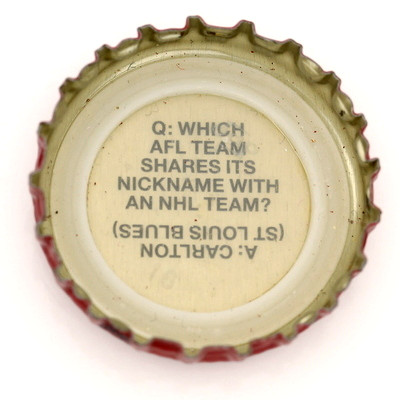 Q: WHICH
AFL TEAM
SHARES ITS
NICKNAME WITH
AN NHL TEAM?
A: CARLTON
(ST LOUIS BLUES)